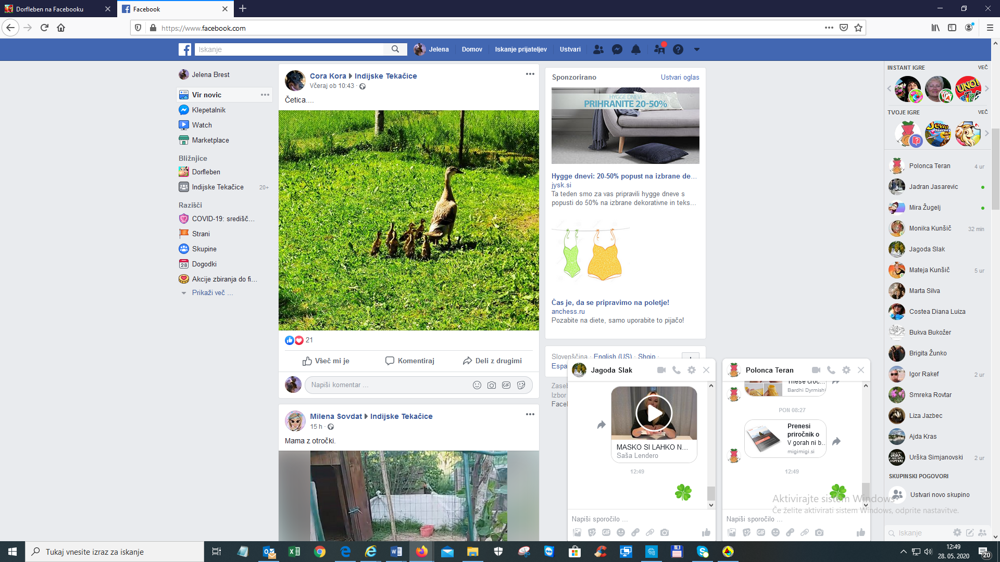 Dorfleben na Facebooku
Facebook
https://www.facebook.com
Iskanje
Jelena
Domov
Iskanje prijateljev
Ustvari
Jelena Brest
Vir novic
Klepetalnik
Watch
Marketplace
Bližnjice
Dorfleben
Indijske Tekačice 20+
Razišči
COVID-19: središč...
Strani
Skupine
28 Dogodki
Akcije zbiranja do fi...
Prikaži več ...
Cora Kora Indijske Tekačice
Včeraj ob 10:43 ·
Četica....
21
Všeč mi je
Komentiraj
Deli z drugimi
Napiši komentar ...
GIF
Milena Sovdat Indijske Tekačice
15 h ·
Mama z otročki.
Sponzorirano
Ustvari oglas
HYGGE DNEVI
PRIHRANITE 20-50%
Hygge dnevi: 20-50% popust na izbrane de...
jysk.si
Ta teden smo za vas pripravili hygge dneve s
popusti do 50% na izbrane dekorativne in teks...
Čas je, da se pripravimo na poletje!
anchess.ru
Pozabite na diete, samo uporabite to pijačo!
Slovenščina · English (US) · Shqip ·
Espa
Zaseb
Izbor
Facel
Jagoda Slak
MASKO SI LAHKO N...
Saša Lendero
12:49
Napiši sporočilo ...
GIF
Polonca Teran
These croc...
Bardhi Dyrmishi
PON 08:27
Prenesi
priročnik o
V gorah ni b...
migimigi.si
12:49
Napiši sporočilo ...
GIF
INSTANT IGRE VEČ
UNO!
TVOJE IGRE VEČ
Jewel
Journey
Polonca Teran 4 ur
Jadran Jasarevic
Mira Žugelj
Monika Kunšič 32 min
Jagoda Slak
Mateja Kunšič 5 ur
Marta Silva
Costea Diana Luiza
Bukva Bukožer
Brigita Žunko
Igor Rakef 2 ur
Smreka Rovtar
Liza Jazbec
Ajda Kras
Urška Simjanovski 2 ur
SKUPINSKI POGOVORI
Ustvari novo skupino
Iskanje
Aktivirajte sistem Windows
Če želite aktivirati sistem Windows, odprite nastavitve.
Tukaj vnesite izraz za iskanje
12:49
28. 05. 2020
20